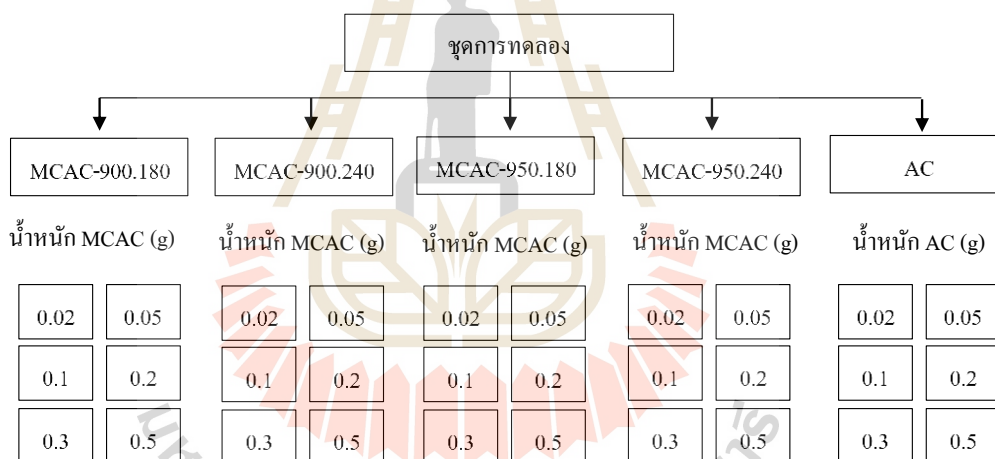 ชุดการทดลอง
MCAC-900.180 MCAC-900.240 MCAC-950.180 MCAC-950.240 AC
น้ำหนัก MCAC (g) น้ำหนัก MCAC (g) น้ำหนัก MCAC (g) น้ำหนัก MCAC (g) น้ำหนัก AC (g)
0.02 0.05 0.02 0.05 0.02 0.05 0.02 0.05 0.02 0.05
0.1 0.2 0.1 0.2 0.1 0.2 0.1 0.2 0.1 0.2
0.3 0.5 0.3 0.5 0.3 0.5 0.3 0.5 0.3 0.5